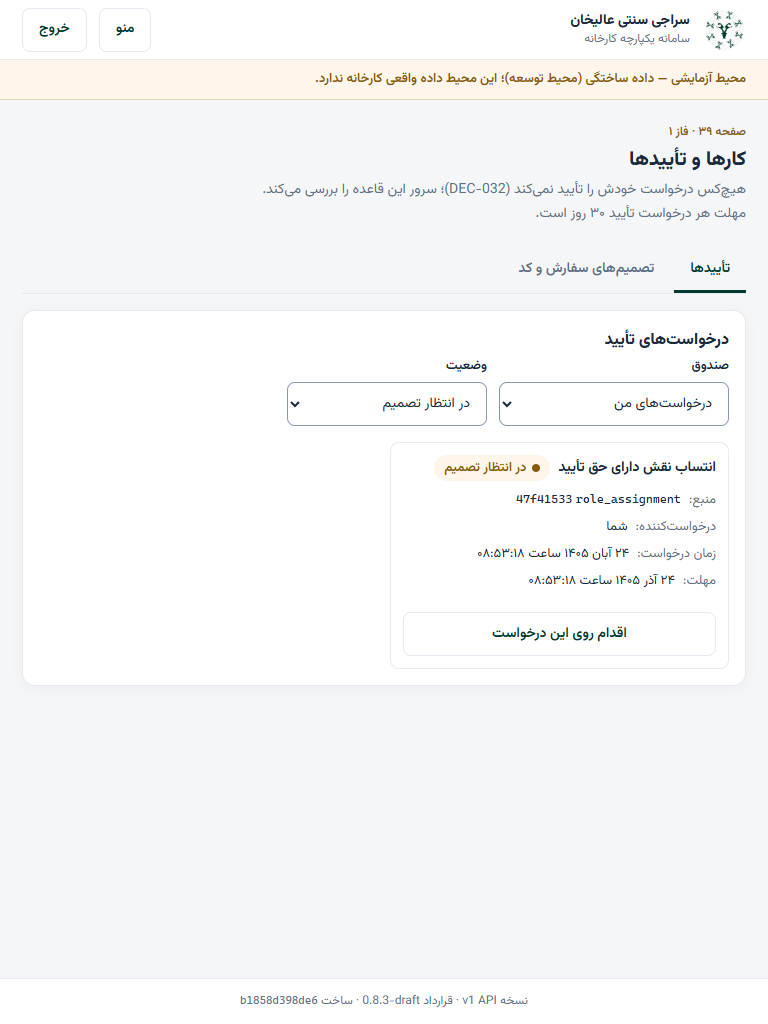 سراجی سنتی عالیخان
سامانه یکپارچه کارخانه
منو
خروج
محیط آزمایشی — داده ساختگی (محیط توسعه)؛ این محیط داده واقعی کارخانه ندارد.
صفحه ۳۹ · فاز ۱
کارها و تأییدها
هیچ‌کس درخواست خودش را تأیید نمی‌کند (DEC-032)؛ سرور این قاعده را بررسی می‌کند.
مهلت هر درخواست تأیید ۳۰ روز است.
تأییدها
تصمیم‌های سفارش و کد
درخواست‌های تأیید
صندوق
وضعیت
درخواست‌های من
در انتظار تصمیم
انتساب نقش دارای حق تأیید
در انتظار تصمیم
منبع: role_assignment 47f41533
درخواست‌کننده: شما
زمان درخواست: ۲۴ آبان ۱۴۰۵ ساعت ۰۸:۵۳:۱۸
مهلت: ۲۴ آذر ۱۴۰۵ ساعت ۰۸:۵۳:۱۸
اقدام روی این درخواست
نسخه API v1 · قرارداد 0.8.3-draft · ساخت b1858d398de6